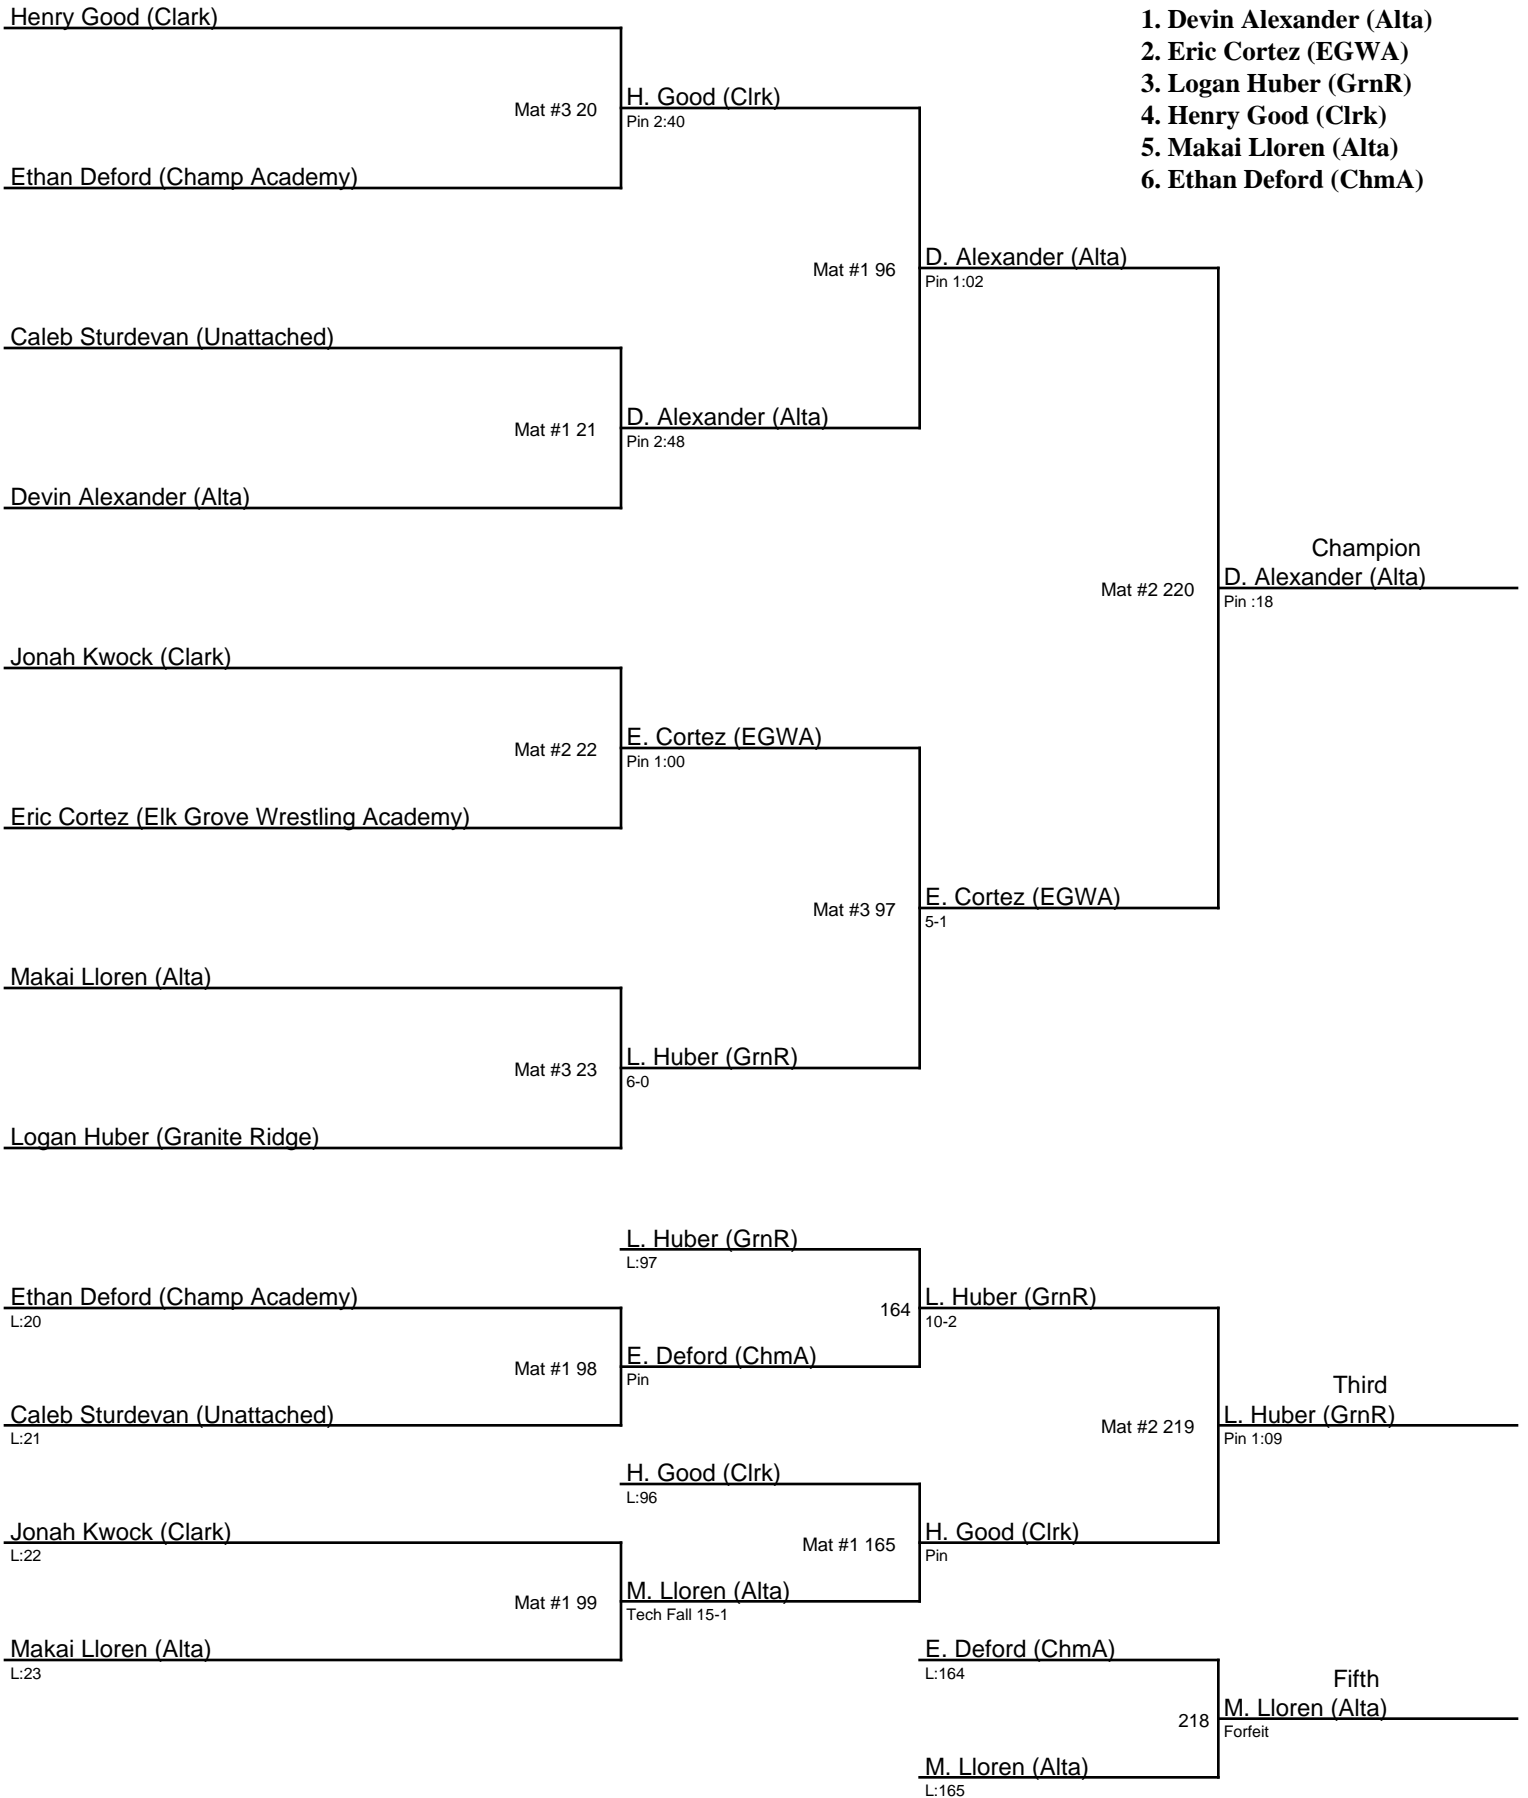 Henry Good (Clark)
1. Devin Alexander (Alta)
2. Eric Cortez (EGWA)
3. Logan Huber (GrnR)
4. Henry Good (Clrk)
5. Makai Lloren (Alta)
6. Ethan Deford (ChmA)
Mat #3 20
H. Good (Clrk)
Pin 2:40
Ethan Deford (Champ Academy)
Mat #1 96
D. Alexander (Alta)
Pin 1:02
Caleb Sturdevan (Unattached)
Mat #1 21
D. Alexander (Alta)
Pin 2:48
Devin Alexander (Alta)
Champion
Mat #2 220
D. Alexander (Alta)
Pin :18
Jonah Kwock (Clark)
Mat #2 22
E. Cortez (EGWA)
Pin 1:00
Eric Cortez (Elk Grove Wrestling Academy)
Mat #3 97
E. Cortez (EGWA)
5-1
Makai Lloren (Alta)
Mat #3 23
L. Huber (GrnR)
6-0
Logan Huber (Granite Ridge)
L. Huber (GrnR)
L:97
Ethan Deford (Champ Academy)
L:20
164
L. Huber (GrnR)
10-2
Mat #1 98
E. Deford (ChmA)
Pin
Caleb Sturdevan (Unattached)
L:21
Third
Mat #2 219
L. Huber (GrnR)
Pin 1:09
H. Good (Clrk)
L:96
Jonah Kwock (Clark)
L:22
Mat #1 165
H. Good (Clrk)
Pin
Mat #1 99
M. Lloren (Alta)
Tech Fall 15-1
Makai Lloren (Alta)
L:23
E. Deford (ChmA)
L:164
Fifth
218
M. Lloren (Alta)
Forfeit
M. Lloren (Alta)
L:165